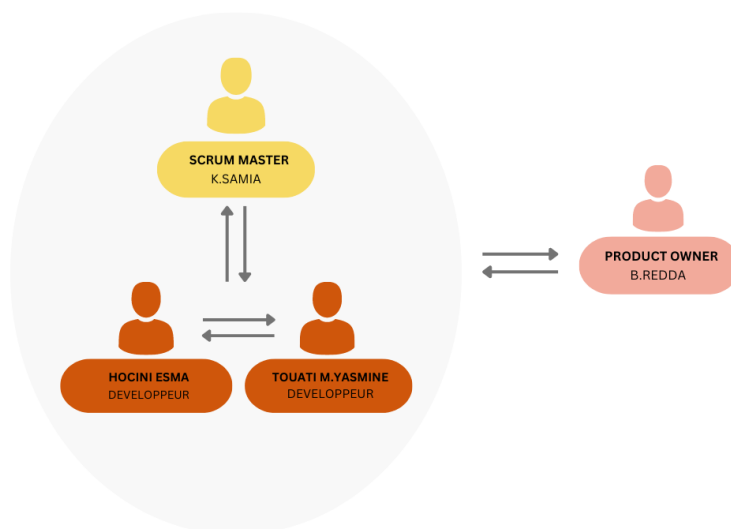 SCRUM MASTER
K.SAMIA
PRODUCT OWNER
B.REDDA
HOCINI ESMA
DEVELOPPEUR
TOUATI M.YASMINE
DEVELOPPEUR